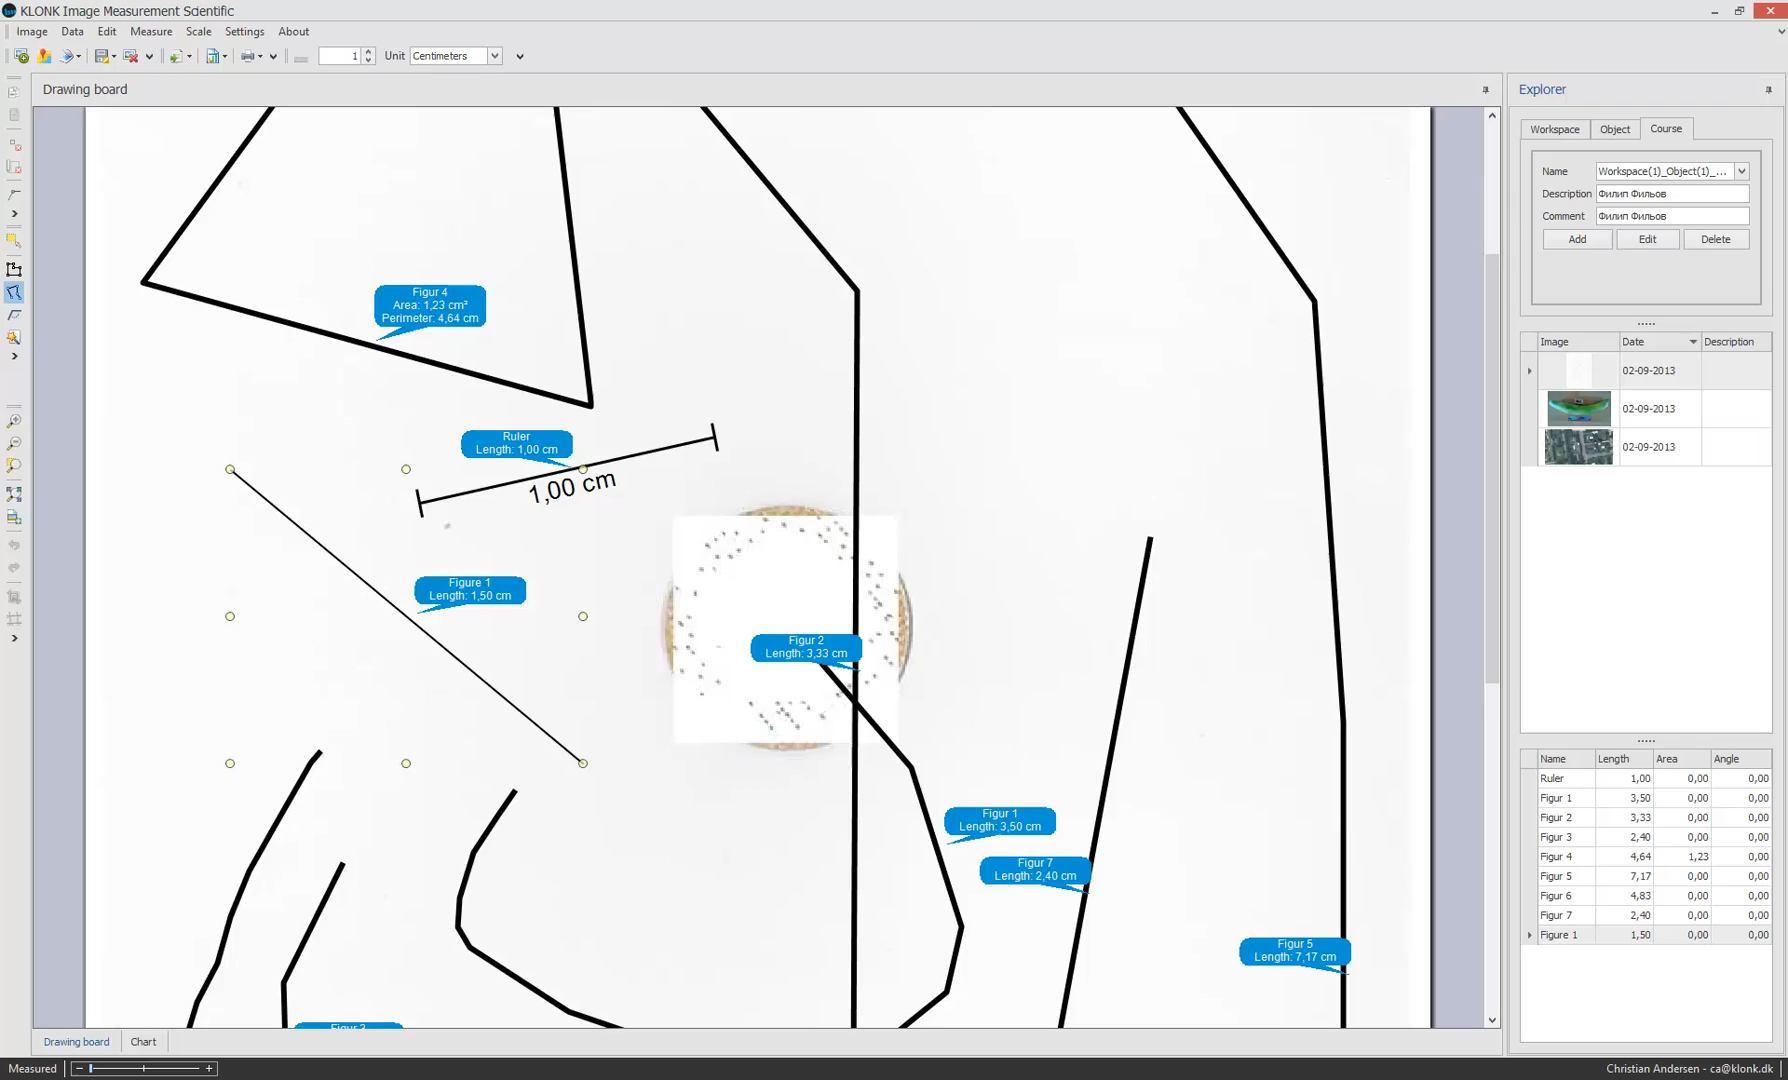 KLONK Image Measurement Scientific
Image Data Edit Measure Scale Settings About
1 Unit Centimeters
Drawing board
Figur 4
Area: 1,23 cm²
Perimeter: 4,64 cm
Ruler
Length: 1,00 cm
1,00 cm
Figure 1
Length: 1,50 cm
Figur 2
Length: 3,33 cm
Figur 1
Length: 3,50 cm
Figur 7
Length: 2,40 cm
Figur 5
Length: 7,17 cm
Figur 3
Explorer
Workspace Object Course
Name Workspace(1)_Object(1)_...
Description Филип Фильов
Comment Филип Фильов
Add Edit Delete
Image Date Description
02-09-2013
02-09-2013
02-09-2013
Name Length Area Angle
Ruler 1,00 0,00 0,00
Figur 1 3,50 0,00 0,00
Figur 2 3,33 0,00 0,00
Figur 3 2,40 0,00 0,00
Figur 4 4,64 1,23 0,00
Figur 5 7,17 0,00 0,00
Figur 6 4,83 0,00 0,00
Figur 7 2,40 0,00 0,00
Figure 1 1,50 0,00 0,00
Drawing board Chart
Measured
Christian Andersen - ca@klonk.dk